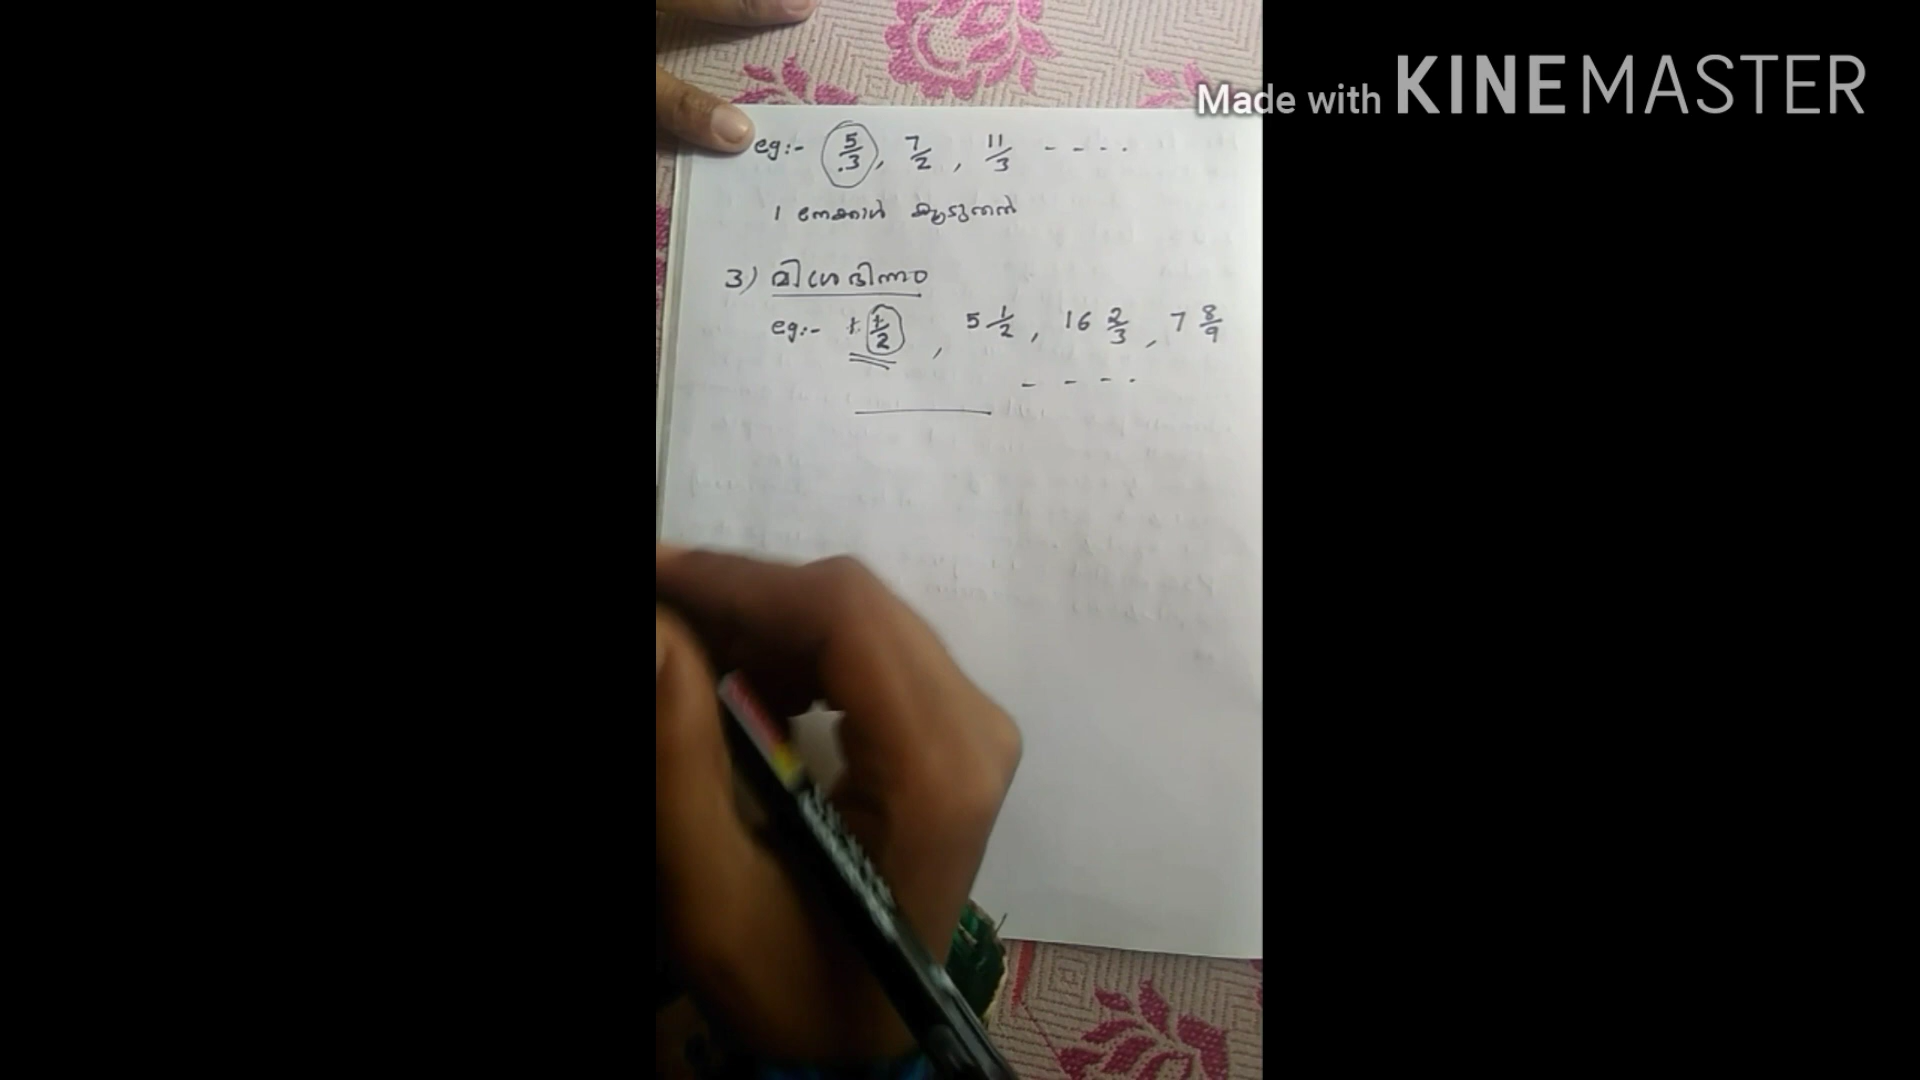 Made with KINEMASTER
eg:- 5/3, 7/2, 11/3 - - - -
1 നേക്കാൾ കൂടുതൽ
3) മിശ്രഭിന്നം
eg:- 1 1/2, 5 1/2, 16 2/3, 7 8/9
- - - -